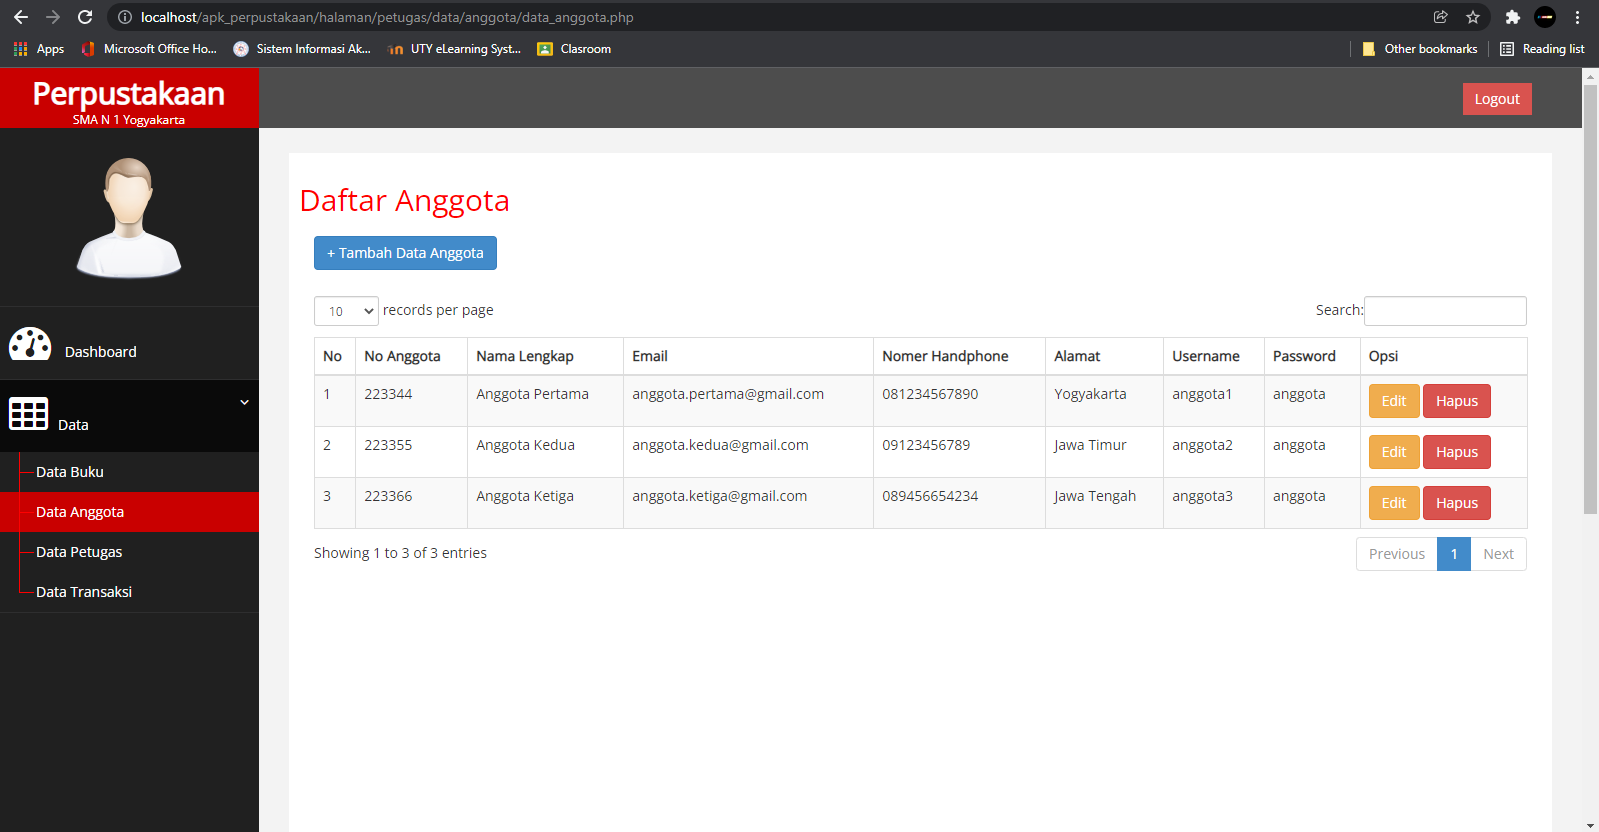 localhost/apk_perpustakaan/halaman/petugas/data/anggota/data_anggota.php
Apps Microsoft Office Ho... Sistem Informasi Ak... UTY eLearning Syst... Clasroom Other bookmarks Reading list
Perpustakaan
SMA N 1 Yogyakarta
Logout
Dashboard
Data
Data Buku
Data Anggota
Data Petugas
Data Transaksi
Daftar Anggota
+ Tambah Data Anggota
10 records per page Search:
No No Anggota Nama Lengkap Email Nomer Handphone Alamat Username Password Opsi
1 223344 Anggota Pertama anggota.pertama@gmail.com 081234567890 Yogyakarta anggota1 anggota Edit Hapus
2 223355 Anggota Kedua anggota.kedua@gmail.com 09123456789 Jawa Timur anggota2 anggota Edit Hapus
3 223366 Anggota Ketiga anggota.ketiga@gmail.com 089456654234 Jawa Tengah anggota3 anggota Edit Hapus
Showing 1 to 3 of 3 entries Previous 1 Next